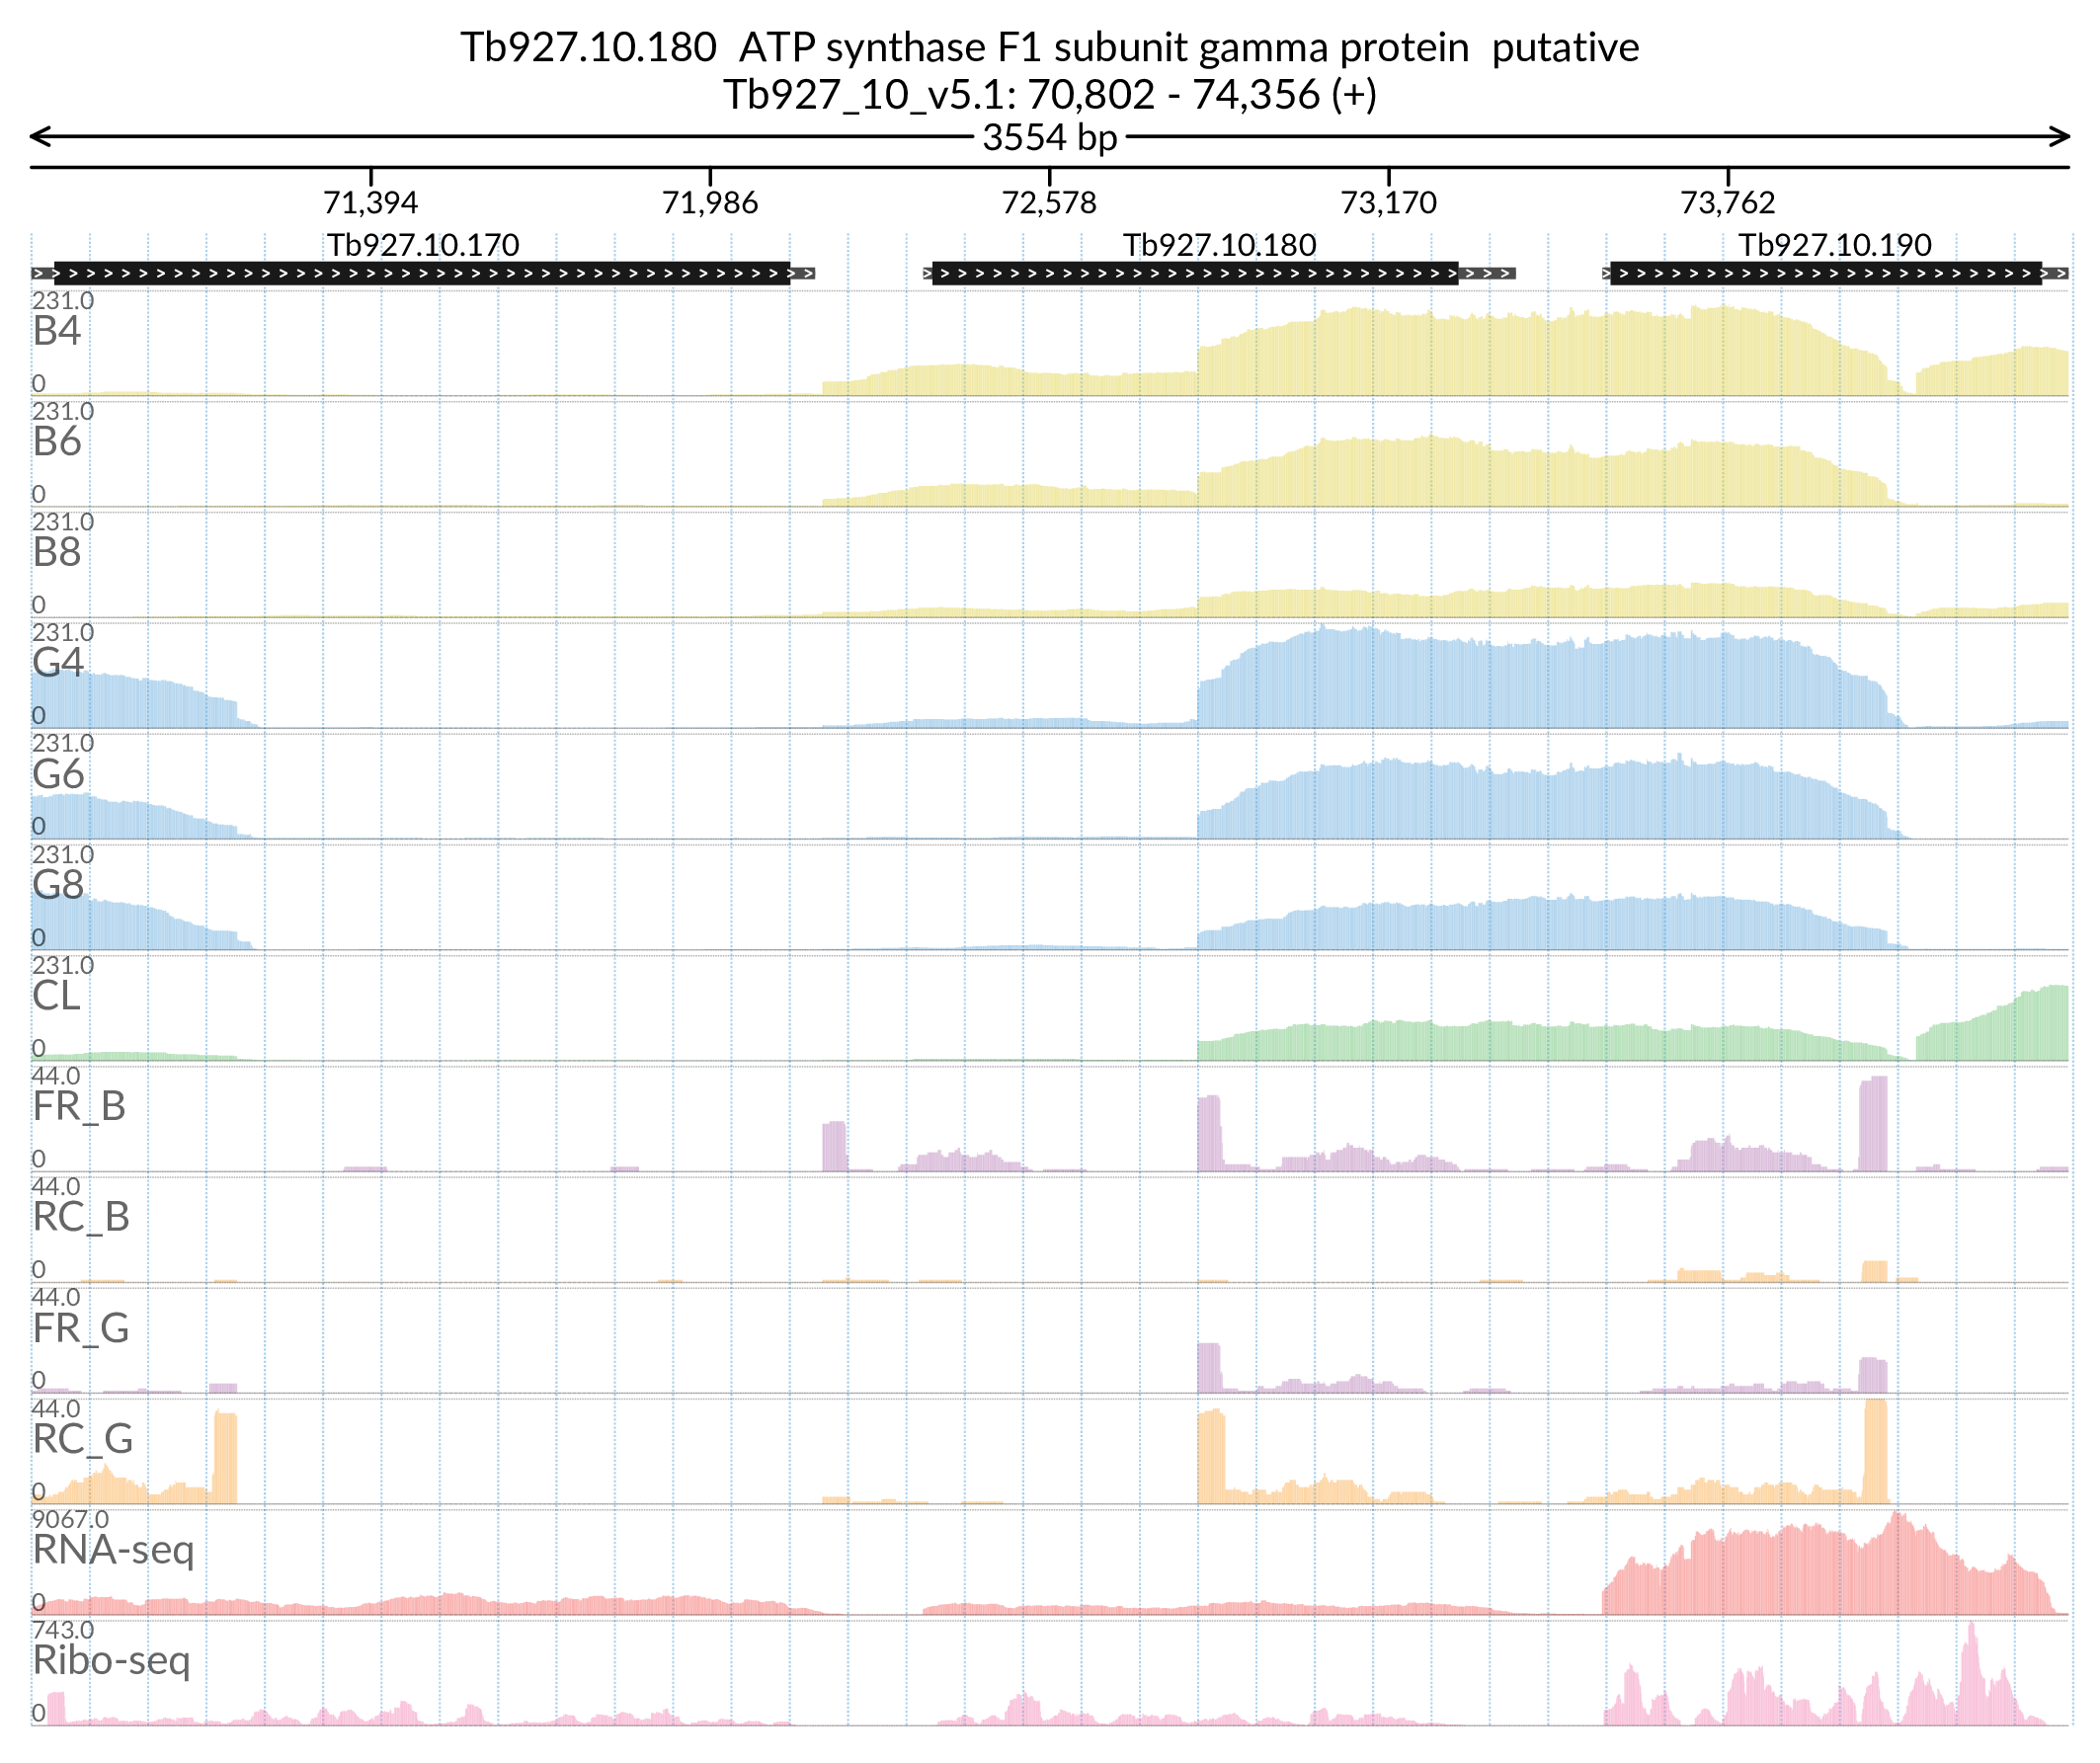 Tb927.10.180  ATP synthase F1 subunit gamma protein  putative
Tb927_10_v5.1: 70,802 - 74,356 (+)
3554 bp
71,394 71,986 72,578 73,170 73,762
Tb927.10.170 Tb927.10.180 Tb927.10.190
231.0
B4
0
231.0
B6
0
231.0
B8
0
231.0
G4
0
231.0
G6
0
231.0
G8
0
231.0
CL
0
44.0
FR_B
0
44.0
RC_B
0
44.0
FR_G
0
44.0
RC_G
0
9067.0
RNA-seq
0
743.0
Ribo-seq
0